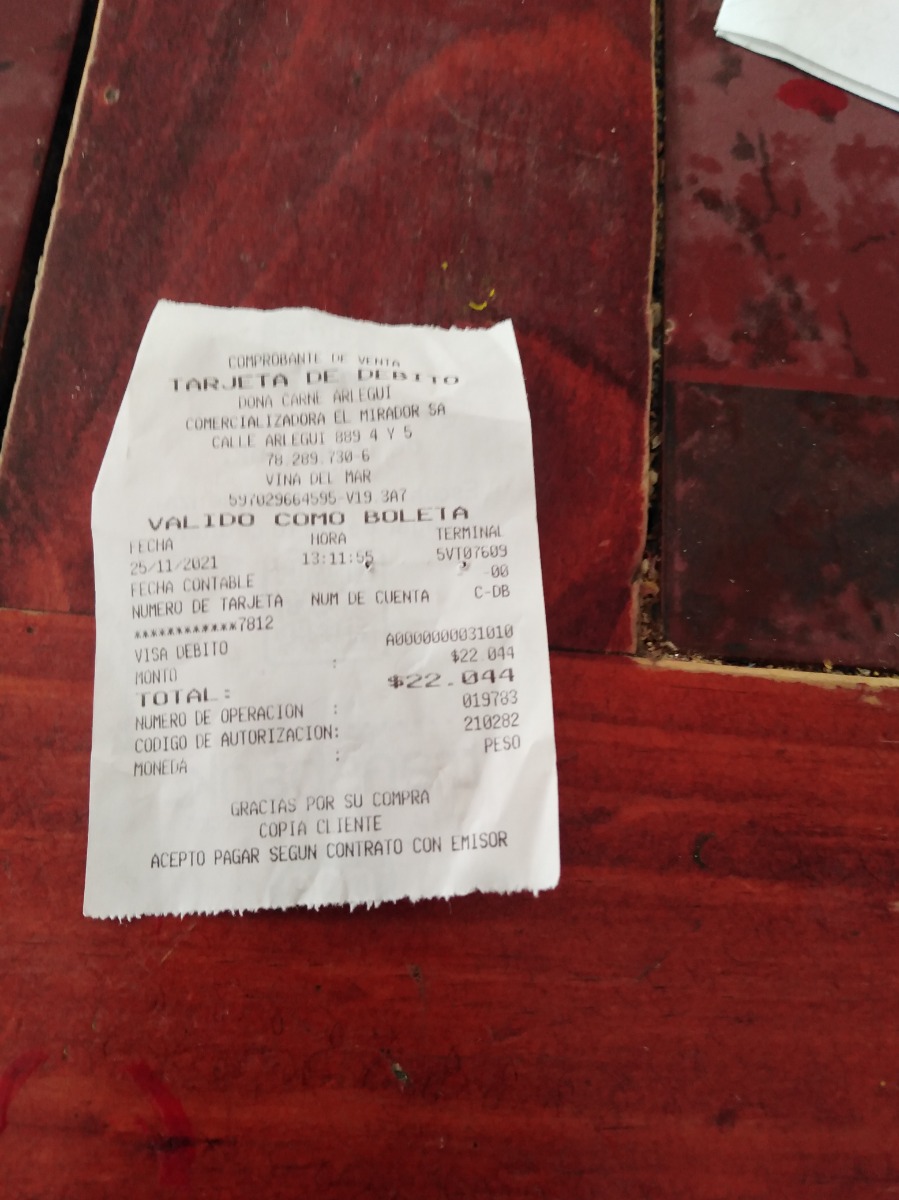 COMPROBANTE DE VENTA
TARJETA DE DEBITO
DONA CARNE ARLEGUI
COMERCIALIZADORA EL MIRADOR SA
CALLE ARLEGUI 889 4 Y 5
78.289.730-6
VINA DEL MAR
597029664595-V19.3A7
VALIDO COMO BOLETA
FECHA HORA TERMINAL
25/11/2021 13:11:55 5VT07609
FECHA CONTABLE -00
NUMERO DE TARJETA NUM DE CUENTA C-DB
************7812
VISA DEBITO A0000000031010
MONTO : $22.044
TOTAL: $22.044
NUMERO DE OPERACION : 019783
CODIGO DE AUTORIZACION: 210282
MONEDA : PESO
GRACIAS POR SU COMPRA
COPIA CLIENTE
ACEPTO PAGAR SEGUN CONTRATO CON EMISOR